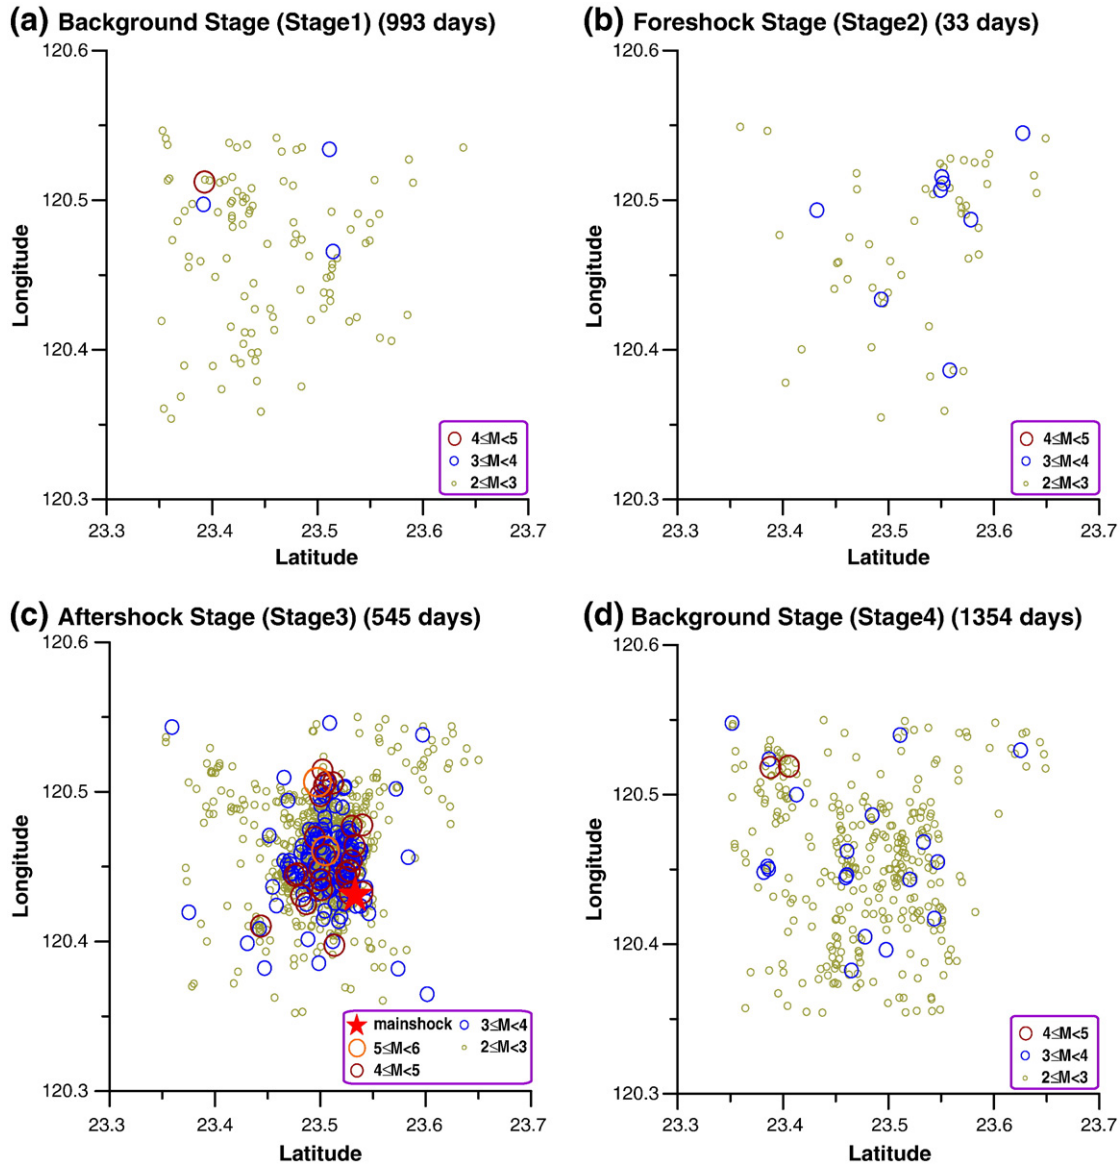 (a) Background Stage (Stage1) (993 days)
120.6
120.5
120.4
120.3
Longitude
4≤M<5
3≤M<4
2≤M<3
23.3 23.4 23.5 23.6 23.7
Latitude
(b) Foreshock Stage (Stage2) (33 days)
120.6
120.5
120.4
120.3
Longitude
4≤M<5
3≤M<4
2≤M<3
23.3 23.4 23.5 23.6 23.7
Latitude
(c) Aftershock Stage (Stage3) (545 days)
120.6
120.5
120.4
120.3
Longitude
mainshock 3≤M<4
5≤M<6 2≤M<3
4≤M<5
23.3 23.4 23.5 23.6 23.7
Latitude
(d) Background Stage (Stage4) (1354 days)
120.6
120.5
120.4
120.3
Longitude
4≤M<5
3≤M<4
2≤M<3
23.3 23.4 23.5 23.6 23.7
Latitude